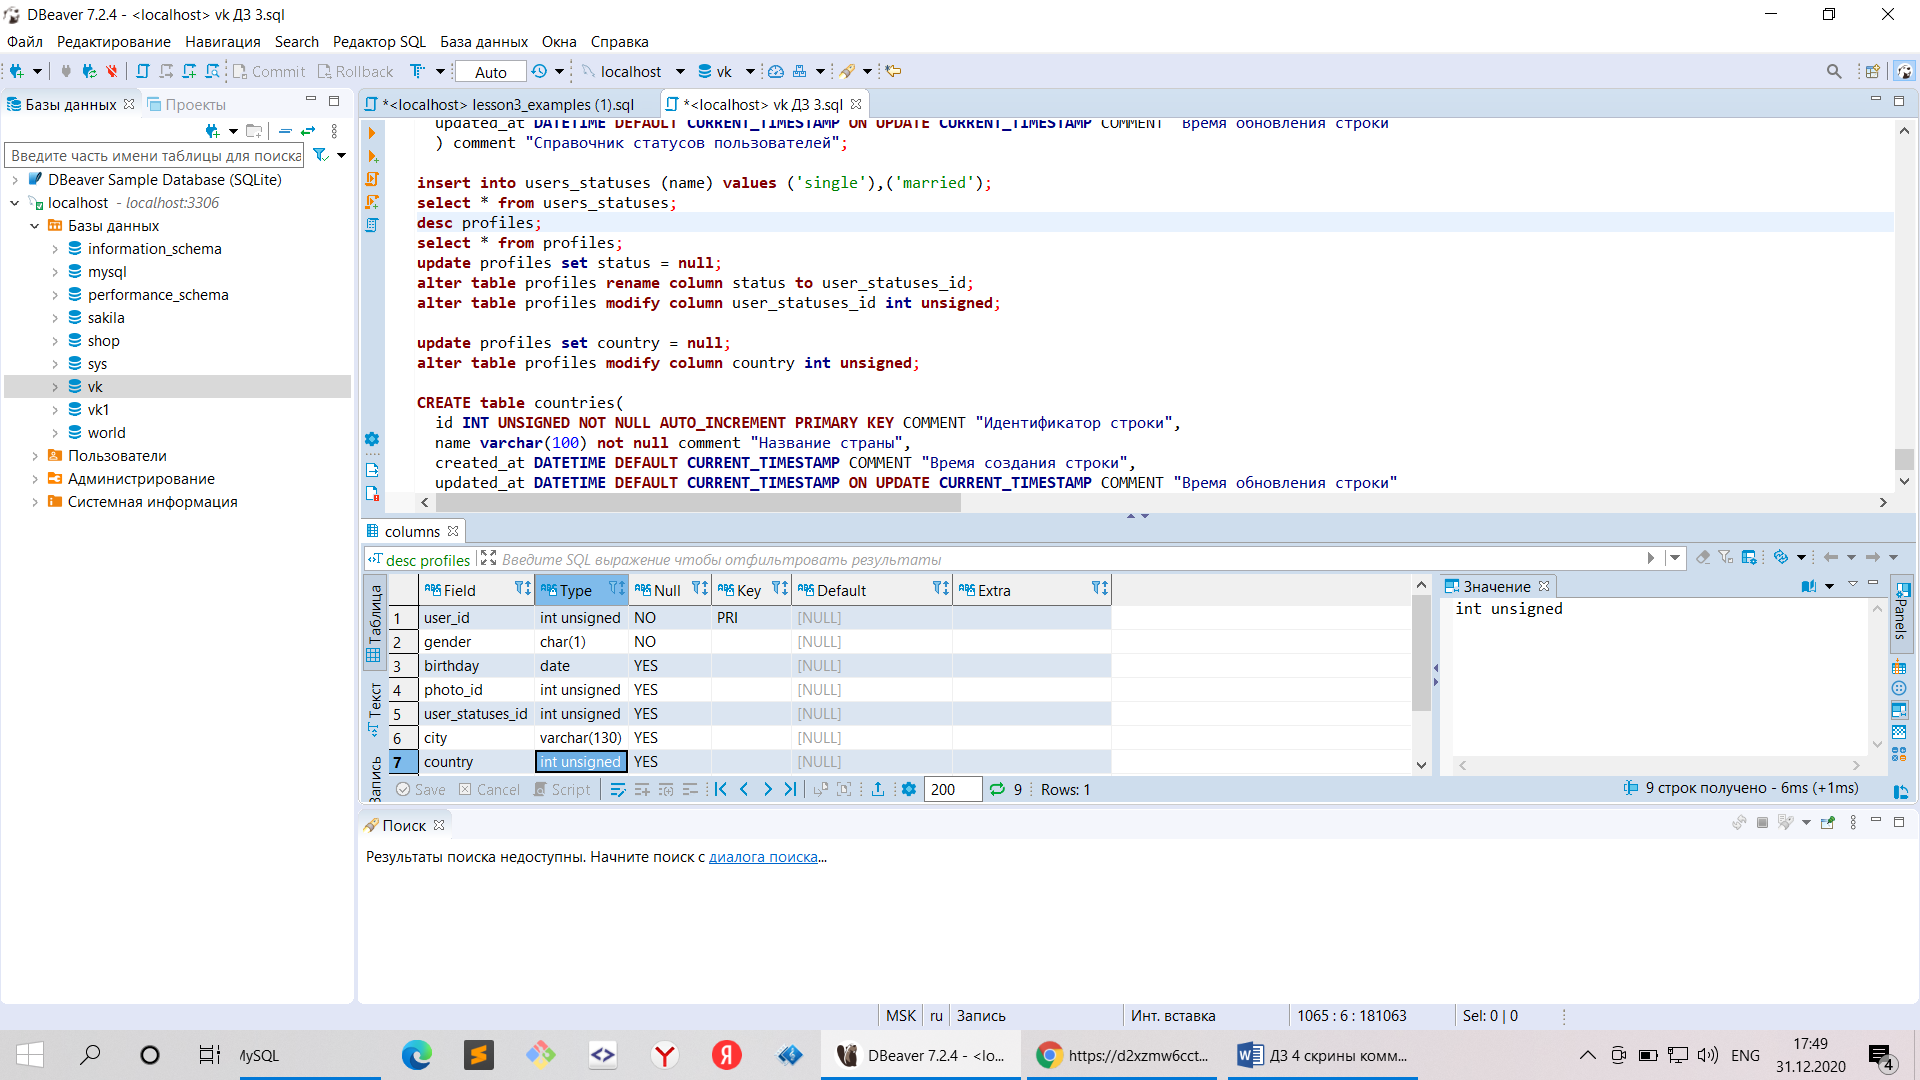 DBeaver 7.2.4 - <localhost> vk ДЗ 3.sql
Файл Редактирование Навигация Search Редактор SQL База данных Окна Справка
Commit Rollback Auto localhost vk
Базы данных Проекты
*<localhost> lesson3_examples (1).sql *<localhost> vk ДЗ 3.sql
Введите часть имени таблицы для поиска
DBeaver Sample Database (SQLite)
localhost - localhost:3306
Базы данных
information_schema
mysql
performance_schema
sakila
shop
sys
vk
vk1
world
Пользователи
Администрирование
Системная информация
updated_at DATETIME DEFAULT CURRENT_TIMESTAMP ON UPDATE CURRENT_TIMESTAMP COMMENT "Время обновления строки
) comment "Справочник статусов пользователей";
insert into users_statuses (name) values ('single'),('married');
select * from users_statuses;
desc profiles;
select * from profiles;
update profiles set status = null;
alter table profiles rename column status to user_statuses_id;
alter table profiles modify column user_statuses_id int unsigned;
update profiles set country = null;
alter table profiles modify column country int unsigned;
CREATE table countries(
id INT UNSIGNED NOT NULL AUTO_INCREMENT PRIMARY KEY COMMENT "Идентификатор строки",
name varchar(100) not null comment "Название страны",
created_at DATETIME DEFAULT CURRENT_TIMESTAMP COMMENT "Время создания строки",
updated_at DATETIME DEFAULT CURRENT_TIMESTAMP ON UPDATE CURRENT_TIMESTAMP COMMENT "Время обновления строки"
columns
desc profiles Введите SQL выражение чтобы отфильтровать результаты
Таблица
Текст
Запись
Field Type Null Key Default Extra
1 user_id int unsigned NO PRI [NULL]
2 gender char(1) NO [NULL]
3 birthday date YES [NULL]
4 photo_id int unsigned YES [NULL]
5 user_statuses_id int unsigned YES [NULL]
6 city varchar(130) YES [NULL]
7 country int unsigned YES [NULL]
Значение
int unsigned
Panels
Save Cancel Script 200 9 Rows: 1
9 строк получено - 6ms (+1ms)
Поиск
Результаты поиска недоступны. Начните поиск с диалога поиска...
MSK ru Запись Инт. вставка 1065 : 6 : 181063 Sel: 0 | 0
MySQL
DBeaver 7.2.4 - <lo...
https://d2xzmw6cct...
ДЗ 4 скрины комм...
ENG
17:49
31.12.2020
4